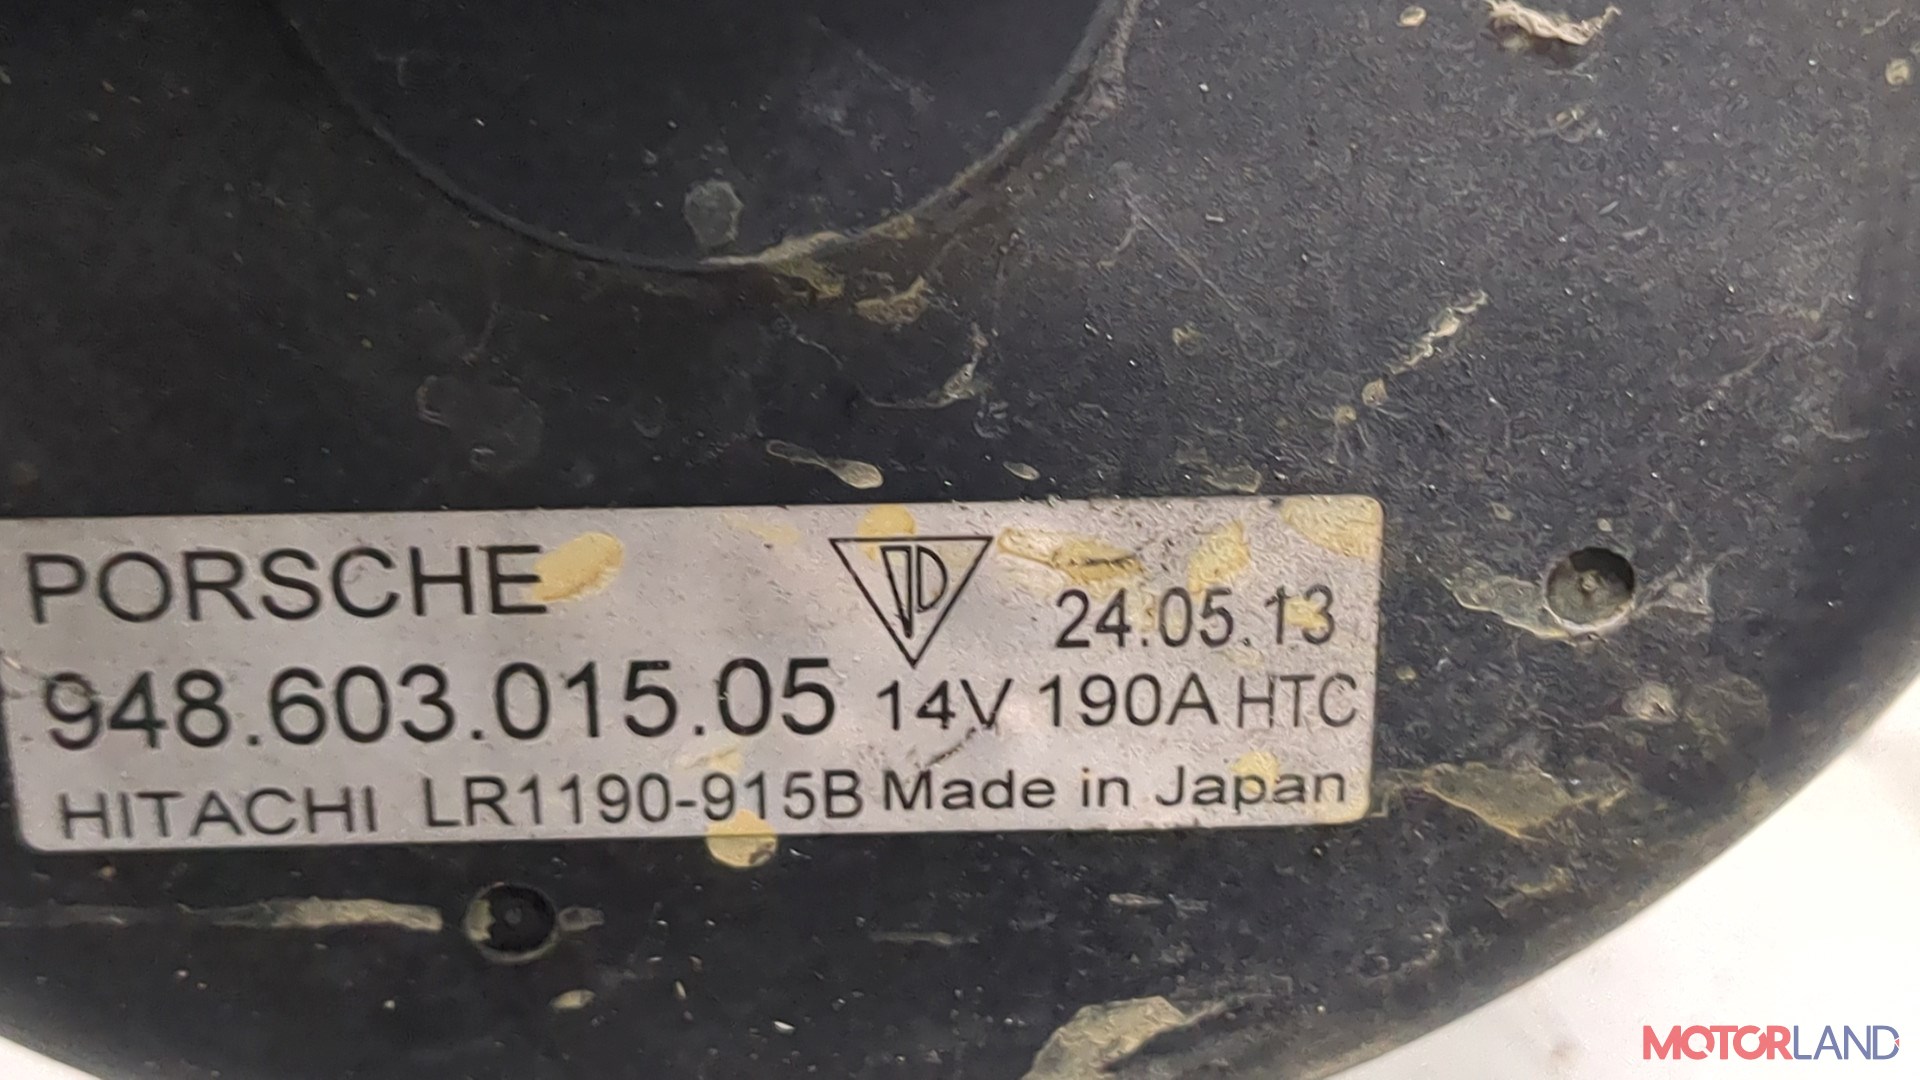 PORSCHE 24.05.13
948.603.015.05 14V 190A HTC
HITACHI LR1190-915B Made in Japan
MOTORLAND